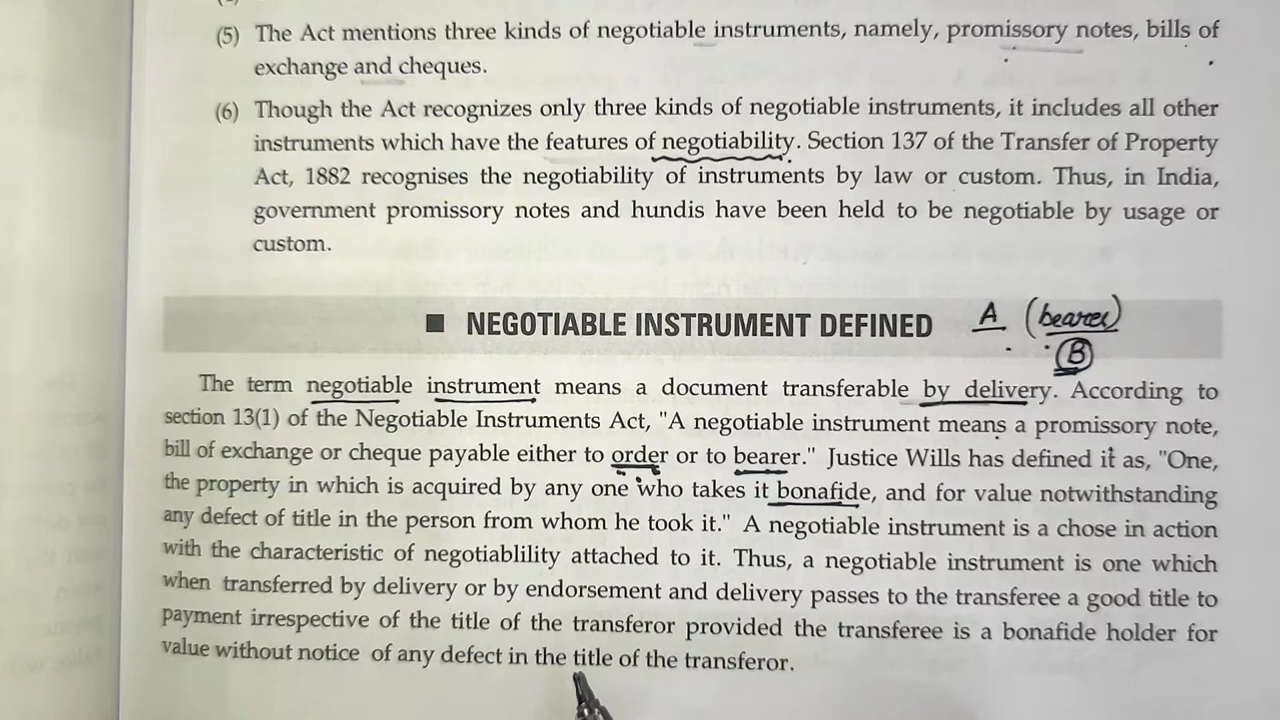 (5) The Act mentions three kinds of negotiable instruments, namely, promissory notes, bills of
exchange and cheques.
(6) Though the Act recognizes only three kinds of negotiable instruments, it includes all other
instruments which have the features of negotiability. Section 137 of the Transfer of Property
Act, 1882 recognises the negotiability of instruments by law or custom. Thus, in India,
government promissory notes and hundis have been held to be negotiable by usage or
custom.
■ NEGOTIABLE INSTRUMENT DEFINED A (bearer)
B
The term negotiable instrument means a document transferable by delivery. According to
section 13(1) of the Negotiable Instruments Act, "A negotiable instrument means a promissory note,
bill of exchange or cheque payable either to order or to bearer." Justice Wills has defined it as, "One,
the property in which is acquired by any one who takes it bonafide, and for value notwithstanding
any defect of title in the person from whom he took it." A negotiable instrument is a chose in action
with the characteristic of negotiablility attached to it. Thus, a negotiable instrument is one which
when transferred by delivery or by endorsement and delivery passes to the transferee a good title to
payment irrespective of the title of the transferor provided the transferee is a bonafide holder for
value without notice of any defect in the title of the transferor.